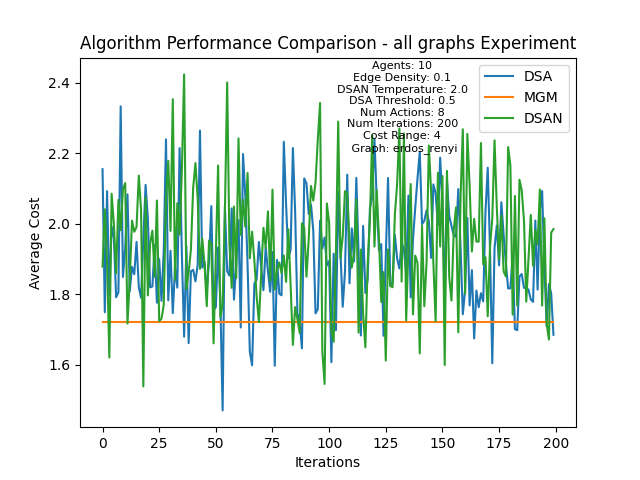 Algorithm Performance Comparison - all graphs Experiment
Agents: 10
Edge Density: 0.1
DSAN Temperature: 2.0
DSA Threshold: 0.5
Num Actions: 8
Num Iterations: 200
Cost Range: 4
Graph: erdos_renyi
DSA
MGM
DSAN
Average Cost
2.4
2.2
2.0
1.8
1.6
0
25
50
75
100
125
150
175
200
Iterations